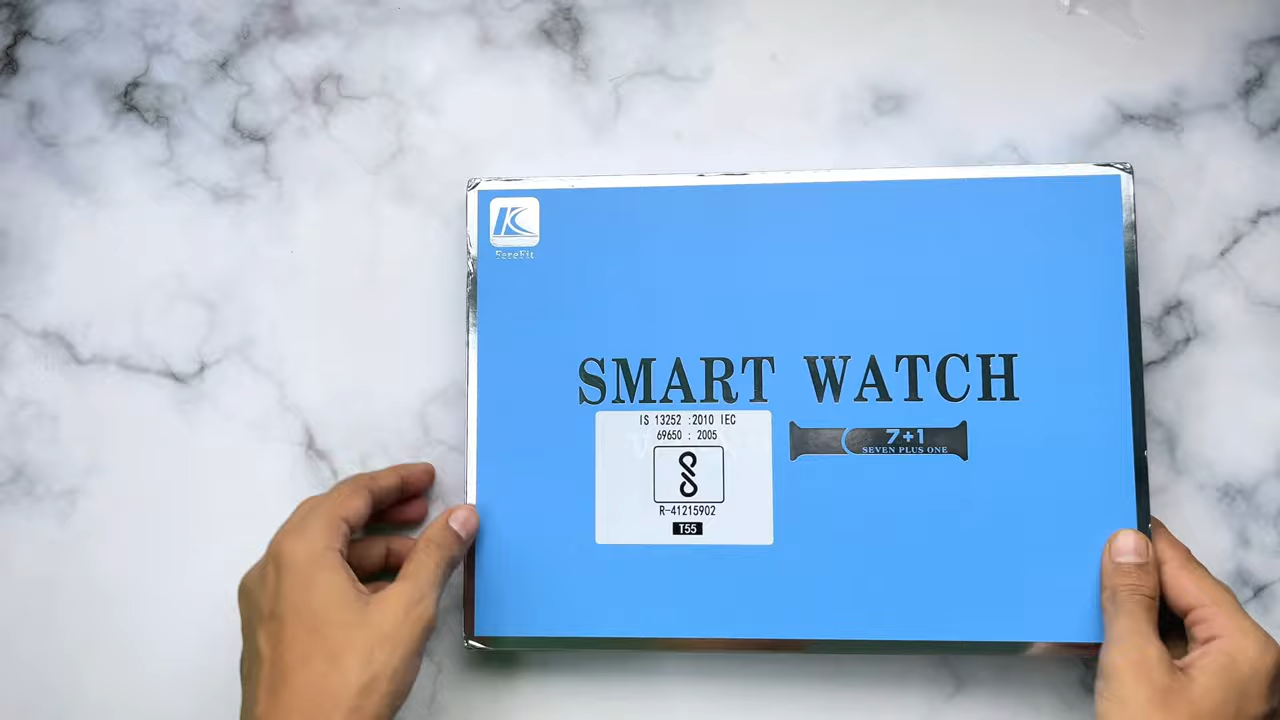 FereFit
SMART WATCH
7+1
SEVEN PLUS ONE
IS 13252 :2010 IEC
69650 : 2005
R-41215902
T55